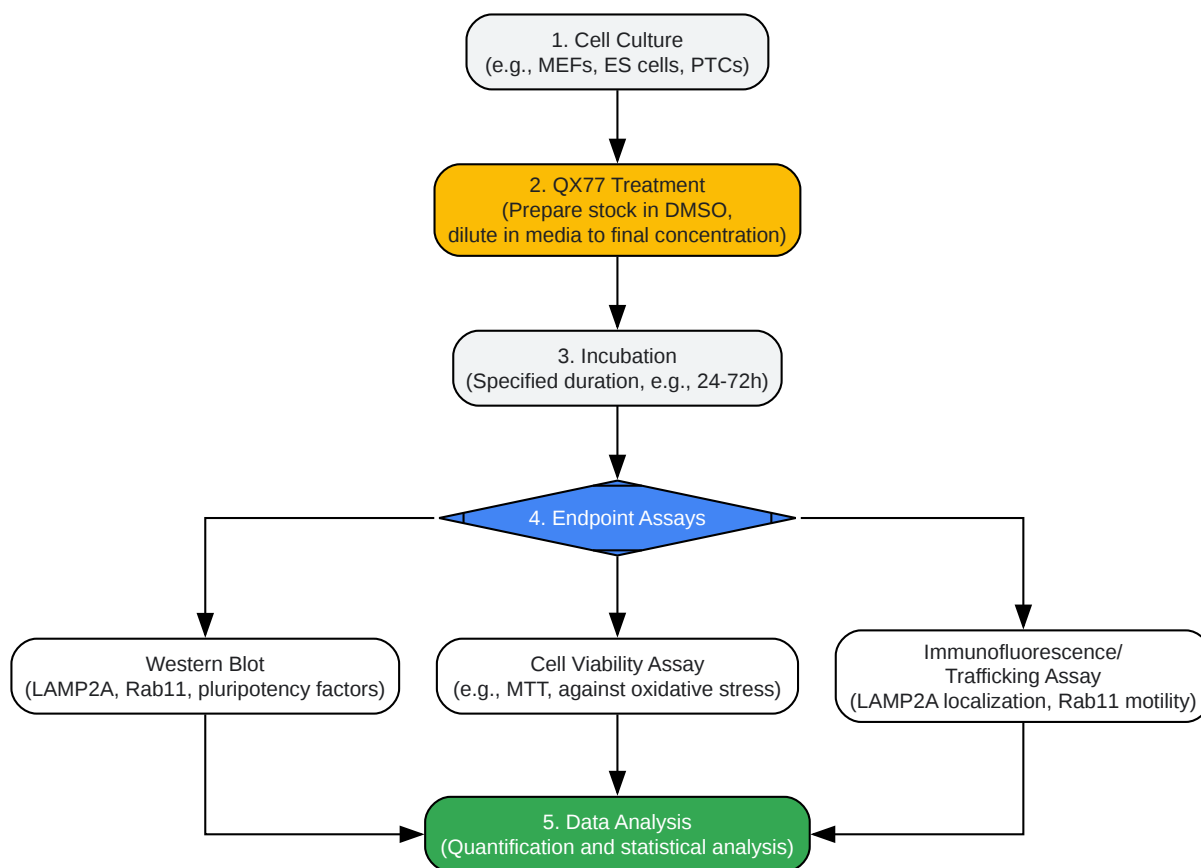 1. Cell Culture
(e.g., MEFs, ES cells, PTCs)
2. QX77 Treatment
(Prepare stock in DMSO,
dilute in media to final concentration)
3. Incubation
(Specified duration, e.g., 24-72h)
4. Endpoint Assays
Western Blot
(LAMP2A, Rab11, pluripotency factors)
Cell Viability Assay
(e.g., MTT, against oxidative stress)
Immunofluorescence/
Trafficking Assay
(LAMP2A localization, Rab11 motility)
5. Data Analysis
(Quantification and statistical analysis)